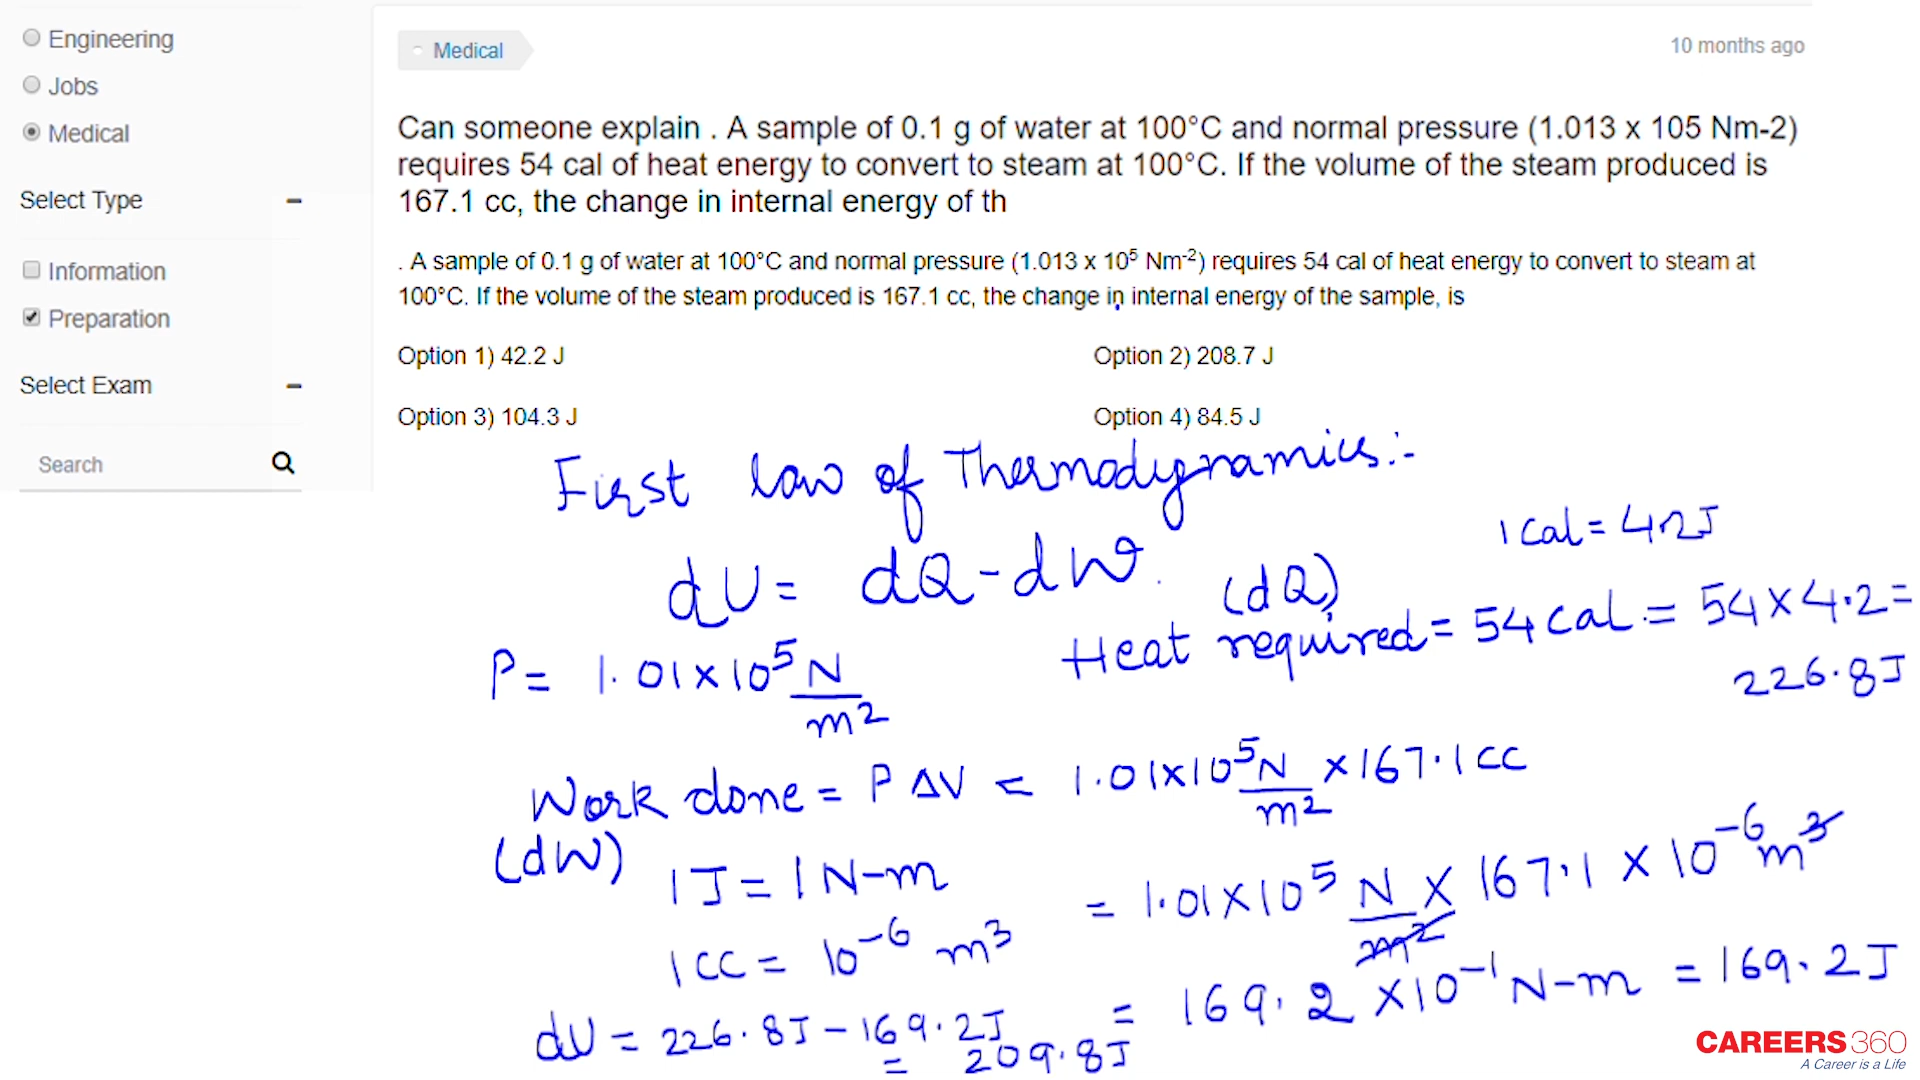 Engineering
Jobs
Medical
Select Type
Information
Preparation
Select Exam
Search
Medical
10 months ago
Can someone explain . A sample of 0.1 g of water at 100°C and normal pressure (1.013 x 105 Nm-2)
requires 54 cal of heat energy to convert to steam at 100°C. If the volume of the steam produced is
167.1 cc, the change in internal energy of th
. A sample of 0.1 g of water at 100°C and normal pressure (1.013 x 10⁵ Nm⁻²) requires 54 cal of heat energy to convert to steam at
100°C. If the volume of the steam produced is 167.1 cc, the change in internal energy of the sample, is
Option 1) 42.2 J
Option 2) 208.7 J
Option 3) 104.3 J
Option 4) 84.5 J
First law of Thermodynamics:-
1 Cal = 4.2J
dU = dQ - dW.
(dQ)
Heat required = 54 Cal = 54 x 4.2 =
226.8J
P = 1.01 x 10⁵ N/m²
Work done = P ΔV = 1.01 x 10⁵ N/m² x 167.1 CC
(dW)
1 J = 1 N-m
= 1.01 x 10⁵ N/m² x 167.1 x 10⁻⁶ m³
1 CC = 10⁻⁶ m³
= 169.2 x 10⁻¹ N-m = 169.2 J
dU = 226.8J - 169.2J
= 209.8J
CAREERS360
A Career is a Life